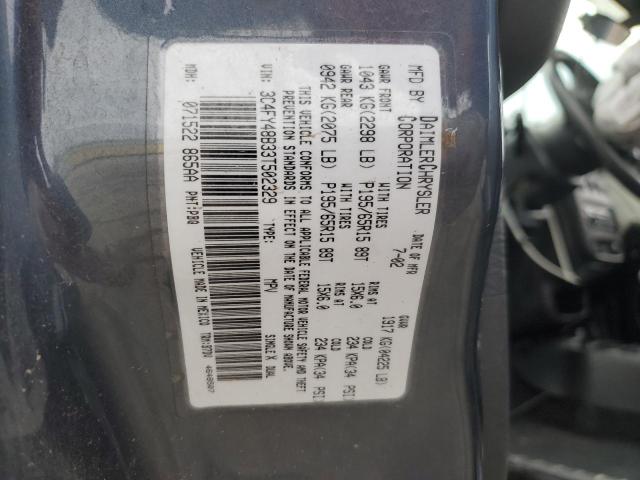 MFD BY DAIMLERCHRYSLER CORPORATION
DATE OF MFR 7-02
GVWR 1917 KG(04225 LB)
GAWR FRONT WITH TIRES RIMS AT COLD
1043 KG(2298 LB) P195/65R15 89T 15X6.0 234 KPA(34 PSI)
GAWR REAR WITH TIRES RIMS AT COLD
0942 KG(2075 LB) P195/65R15 89T 15X6.0 234 KPA(34 PSI)
THIS VEHICLE CONFORMS TO ALL APPLICABLE FEDERAL MOTOR VEHICLE SAFETY AND THEFT
PREVENTION STANDARDS IN EFFECT ON THE DATE OF MANUFACTURE SHOWN ABOVE.
VIN: 3C4FY48B33T502329 TYPE: MPV SINGLE X DUAL
MDH: 071522 865AA PNT:PBQ
VEHICLE MADE IN MEXICO